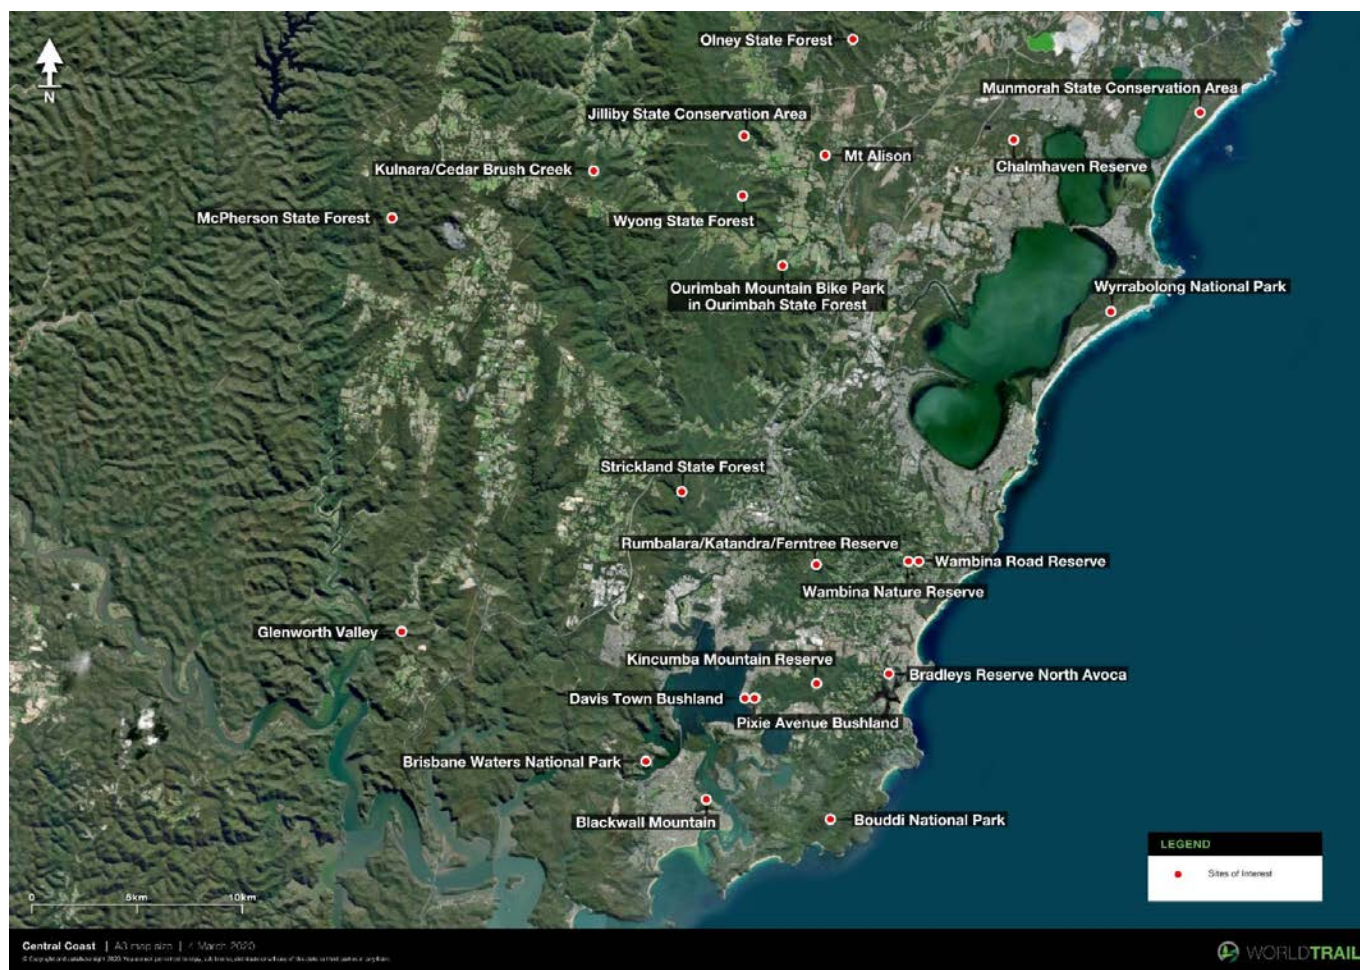 Olney State Forest
Munmorah State Conservation Area
N
Jilliby State Conservation Area
Mt Alison
Chalmhaven Reserve
Kulnara/Cedar Brush Creek
McPherson State Forest
Wyong State Forest
Ourimbah Mountain Bike Park
in Ourimbah State Forest
Wyrrabolong National Park
Strickland State Forest
Rumbalara/Katandra/Ferntree Reserve
Wambina Road Reserve
Wambina Nature Reserve
Glenworth Valley
Kincumba Mountain Reserve
Bradleys Reserve North Avoca
Davis Town Bushland
Pixie Avenue Bushland
Brisbane Waters National Park
Blackwall Mountain
Bouddi National Park
LEGEND
Sites of Interest
0 5km 10km
Central Coast | A3 map size | 4 March 2020
WORLDTRAIL